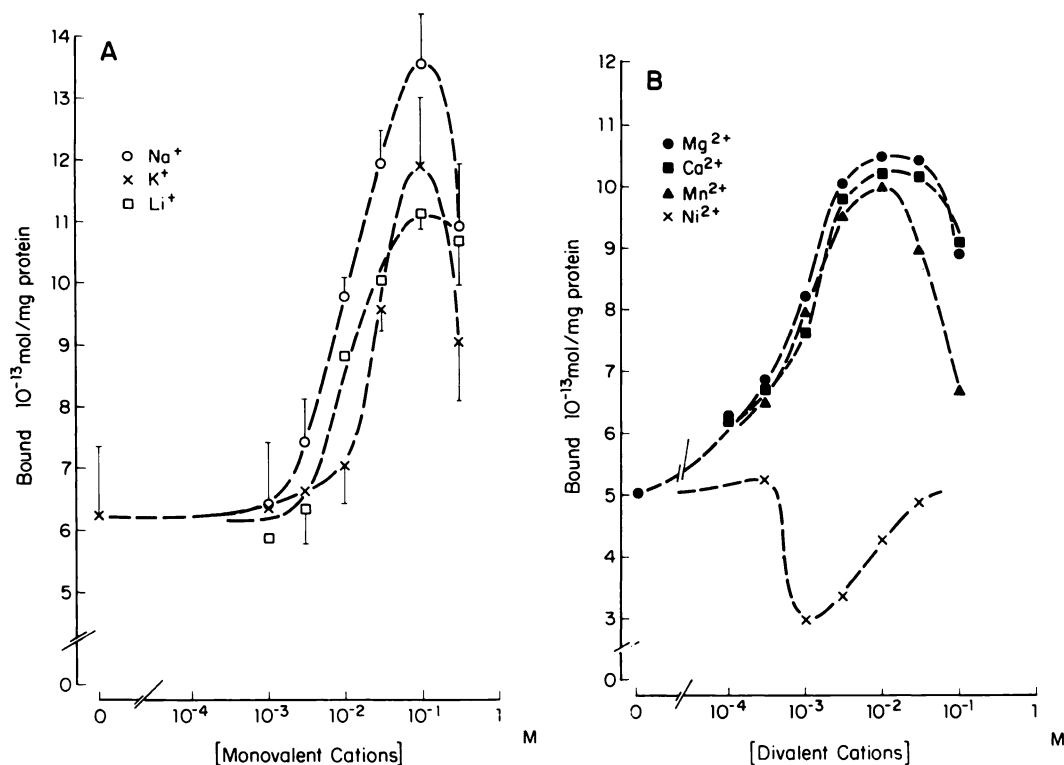 A
14
13
12
11
10
9
8
7
6
5
0
Bound 10⁻¹³mol/mg protein
Na⁺
K⁺
Li⁺
0 10⁻⁴ 10⁻³ 10⁻² 10⁻¹ 1
M
[Monovalent Cations]
B
12
11
10
9
8
7
6
5
4
3
0
Bound 10⁻¹³mol/mg protein
Mg²⁺
Ca²⁺
Mn²⁺
Ni²⁺
0 10⁻⁴ 10⁻³ 10⁻² 10⁻¹ 1
M
[Divalent Cations]